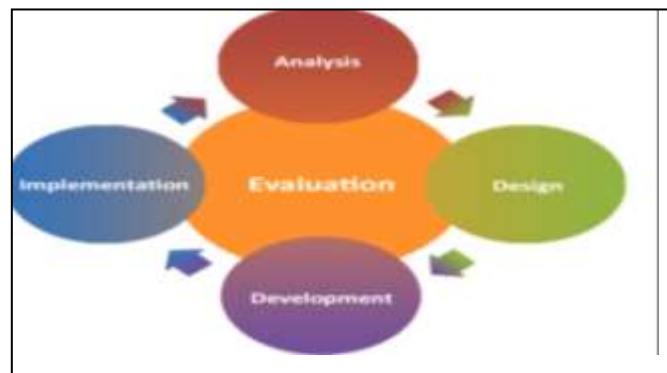 Analysis
Implementation
Evaluation
Design
Development